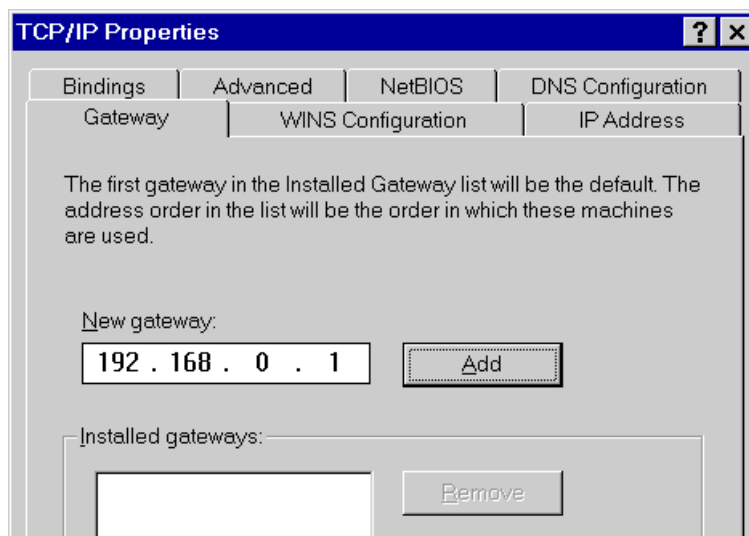 TCP/IP Properties
? ×
Bindings Advanced NetBIOS DNS Configuration
Gateway WINS Configuration IP Address
The first gateway in the Installed Gateway list will be the default. The
address order in the list will be the order in which these machines
are used.
New gateway:
192 . 168 . 0 . 1 Add
Installed gateways:
Remove